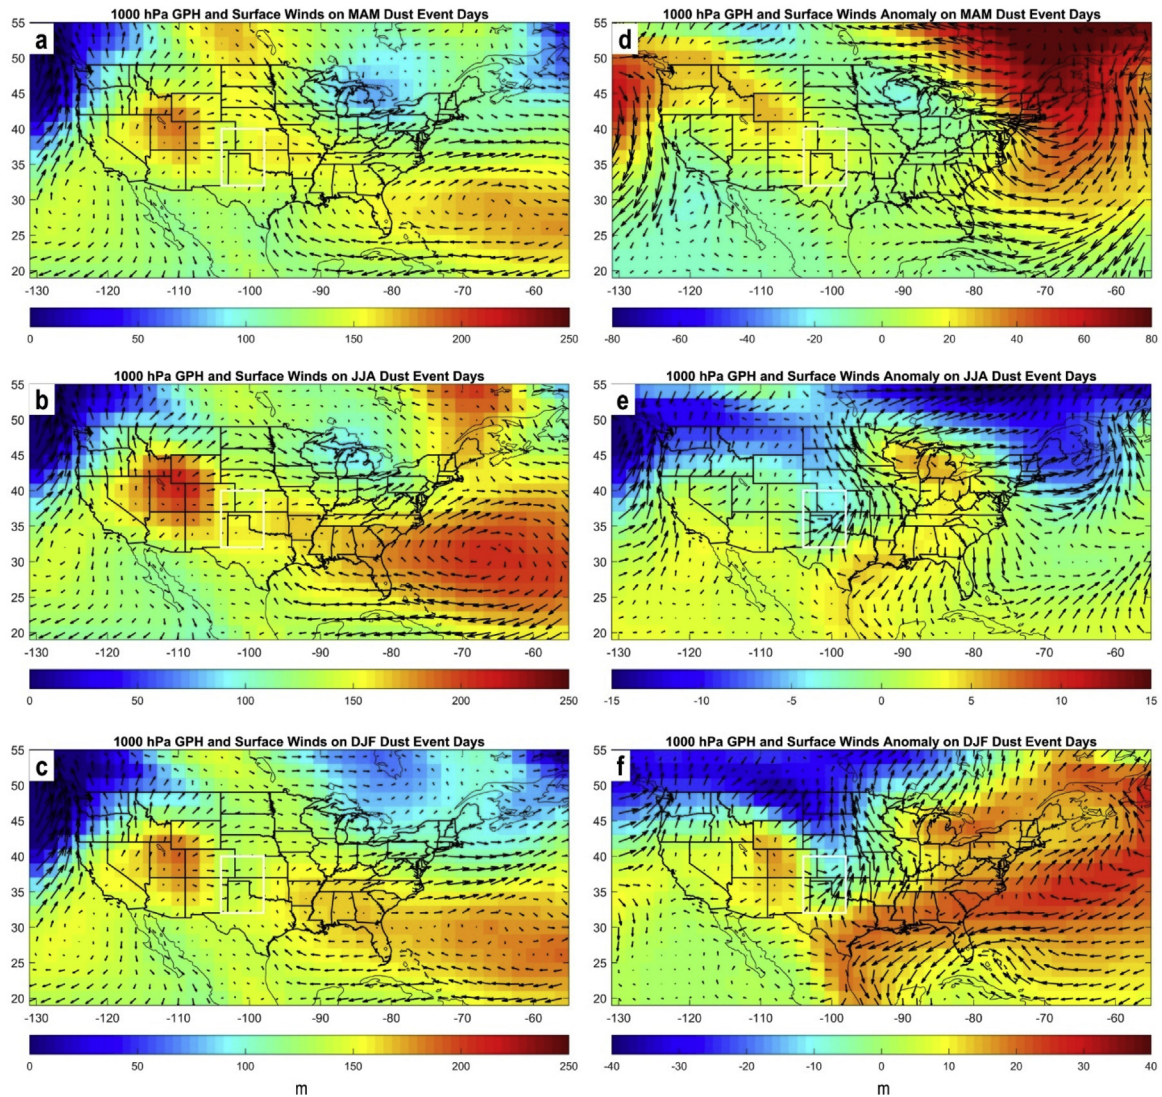 1000 hPa GPH and Surface Winds on MAM Dust Event Days
a
55
50
45
40
35
30
25
20
-130 -120 -110 -100 -90 -80 -70 -60
0 50 100 150 200 250
1000 hPa GPH and Surface Winds Anomaly on MAM Dust Event Days
d
55
50
45
40
35
30
25
20
-130 -120 -110 -100 -90 -80 -70 -60
-80 -60 -40 -20 0 20 40 60 80
1000 hPa GPH and Surface Winds on JJA Dust Event Days
b
55
50
45
40
35
30
25
20
-130 -120 -110 -100 -90 -80 -70 -60
0 50 100 150 200 250
1000 hPa GPH and Surface Winds Anomaly on JJA Dust Event Days
e
55
50
45
40
35
30
25
20
-130 -120 -110 -100 -90 -80 -70 -60
-15 -10 -5 0 5 10 15
1000 hPa GPH and Surface Winds on DJF Dust Event Days
c
55
50
45
40
35
30
25
20
-130 -120 -110 -100 -90 -80 -70 -60
0 50 100 150 200 250
m
1000 hPa GPH and Surface Winds Anomaly on DJF Dust Event Days
f
55
50
45
40
35
30
25
20
-130 -120 -110 -100 -90 -80 -70 -60
-40 -30 -20 -10 0 10 20 30 40
m